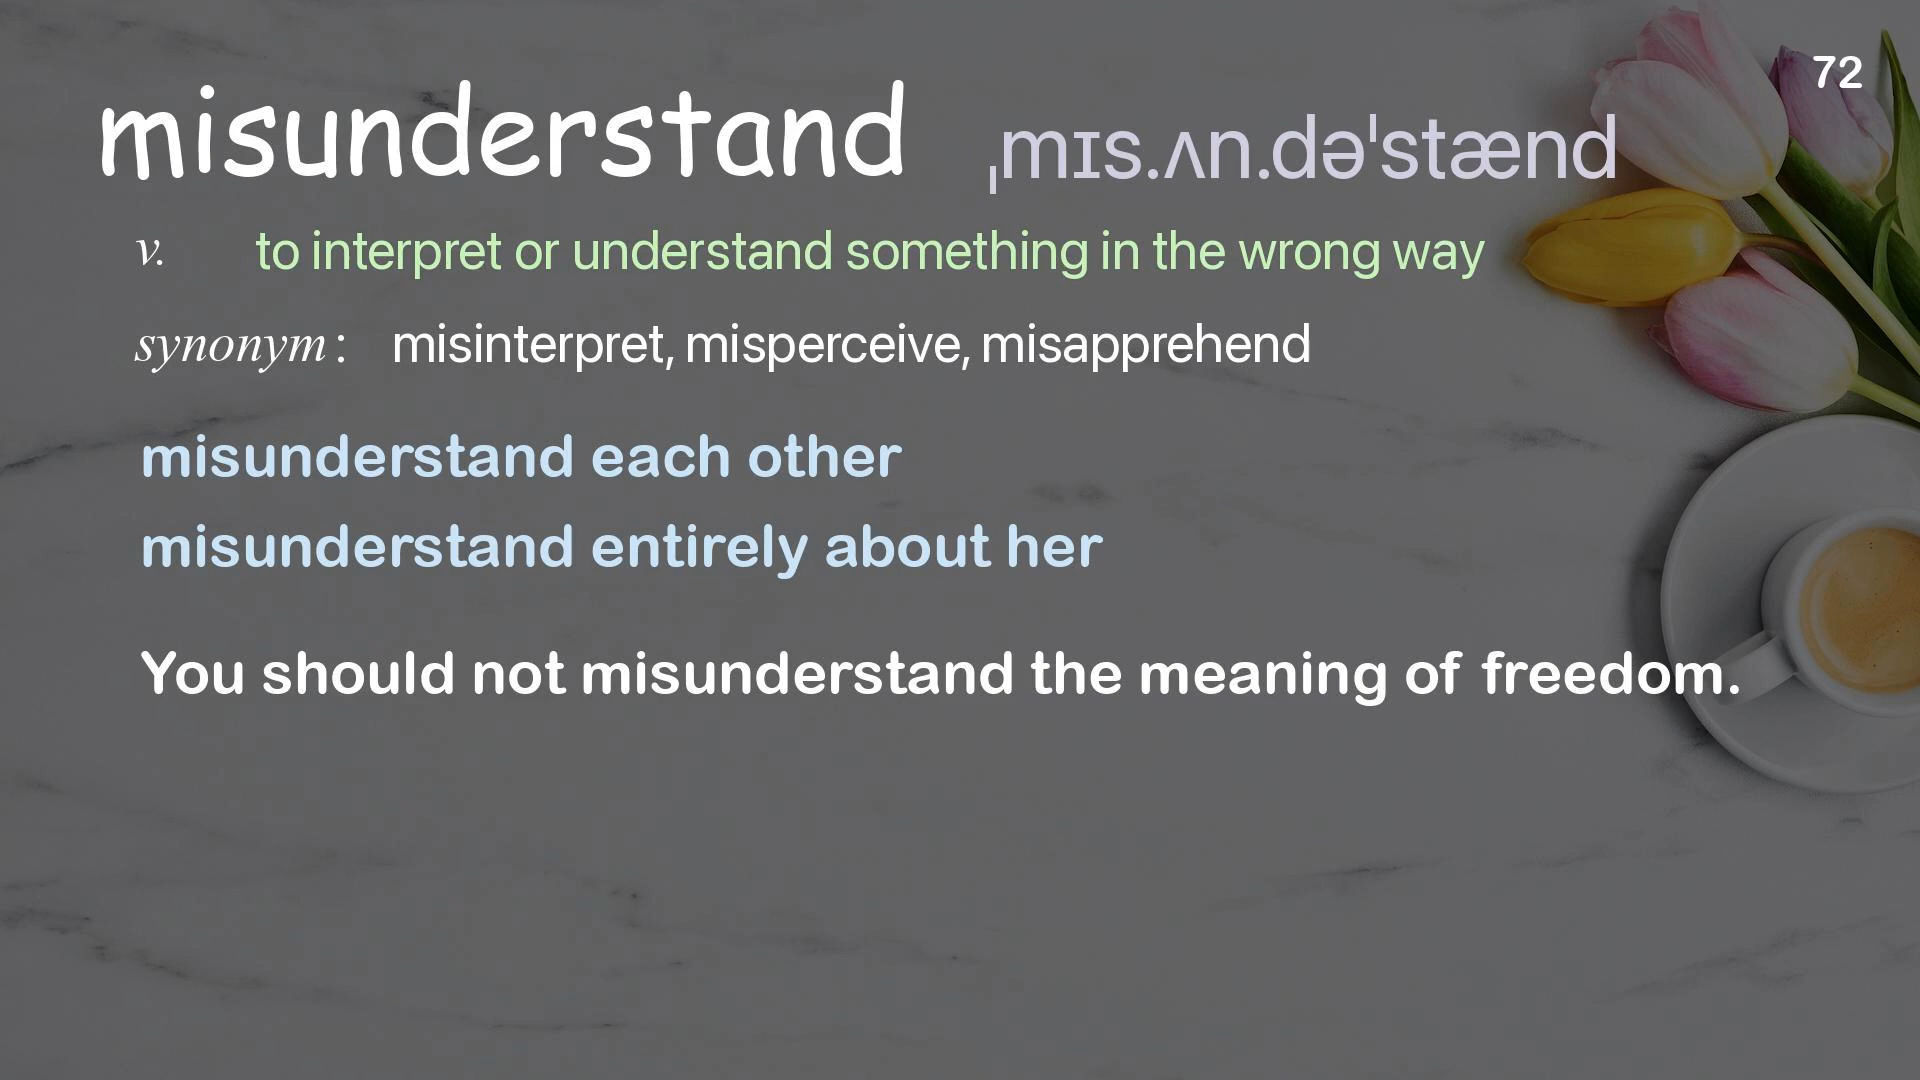 72
misunderstand ˌmɪs.ʌn.dəˈstænd
v. to interpret or understand something in the wrong way
synonym: misinterpret, misperceive, misapprehend
misunderstand each other
misunderstand entirely about her
You should not misunderstand the meaning of freedom.